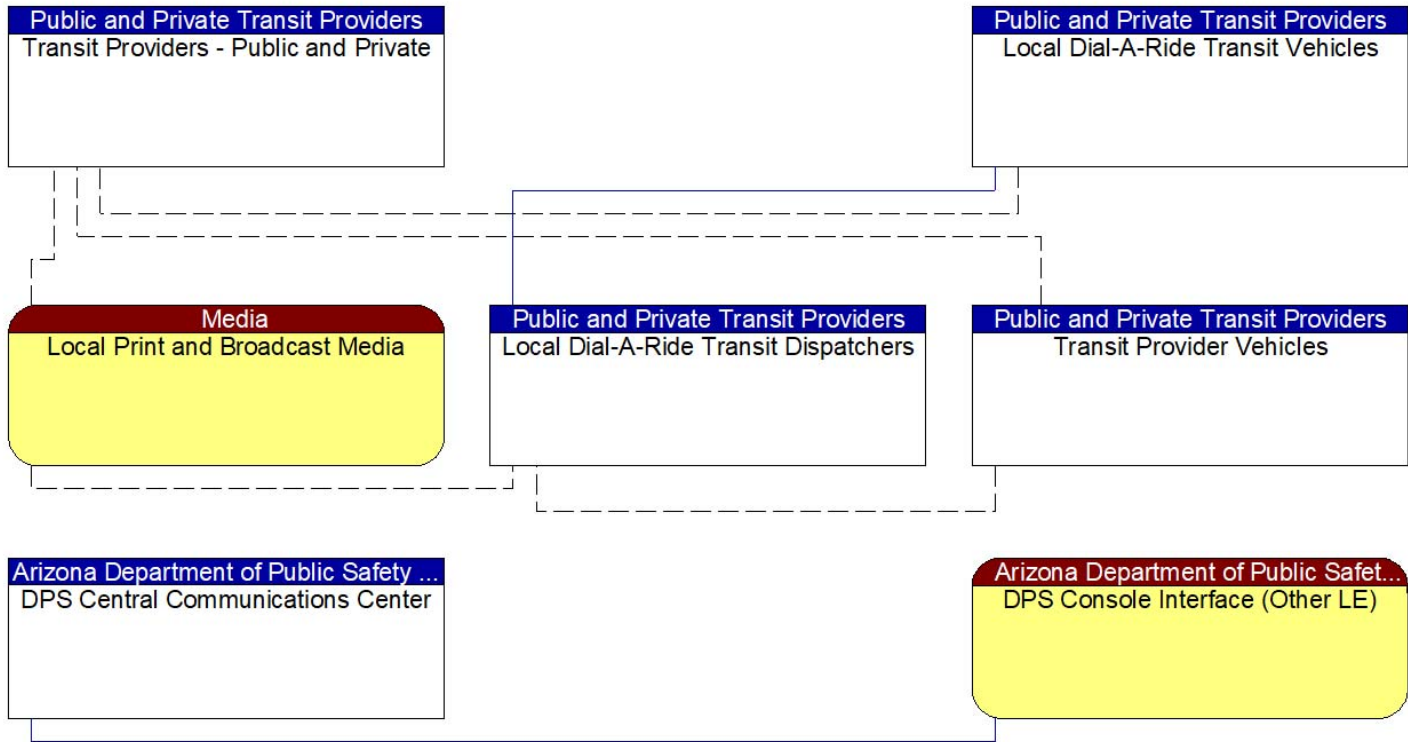 Public and Private Transit Providers
Transit Providers - Public and Private
Public and Private Transit Providers
Local Dial-A-Ride Transit Vehicles
Media
Local Print and Broadcast Media
Public and Private Transit Providers
Local Dial-A-Ride Transit Dispatchers
Public and Private Transit Providers
Transit Provider Vehicles
Arizona Department of Public Safety ...
DPS Central Communications Center
Arizona Department of Public Safet...
DPS Console Interface (Other LE)